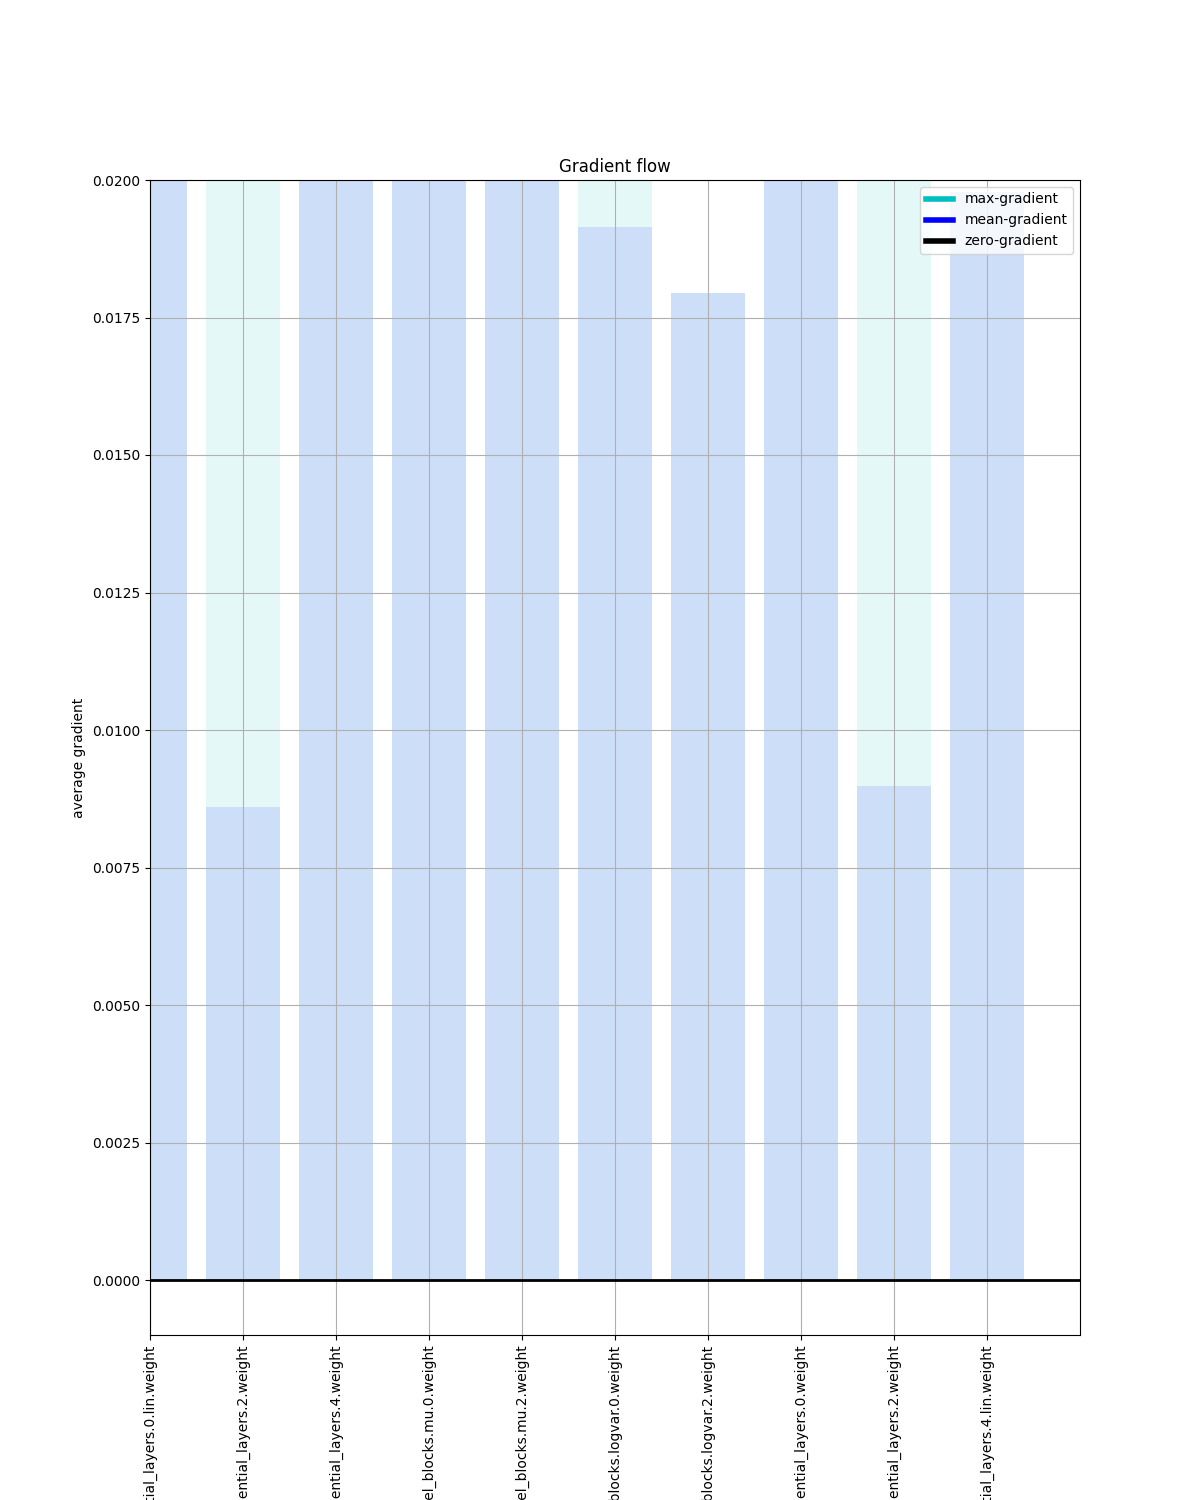 Gradient flow
0.0200
0.0175
0.0150
0.0125
0.0100
0.0075
0.0050
0.0025
0.0000
average gradient
max-gradient
mean-gradient
zero-gradient
tial_layers.0.lin.weight
ential_layers.2.weight
ential_layers.4.weight
el_blocks.mu.0.weight
el_blocks.mu.2.weight
blocks.logvar.0.weight
blocks.logvar.2.weight
ential_layers.0.weight
ential_layers.2.weight
tial_layers.4.lin.weight